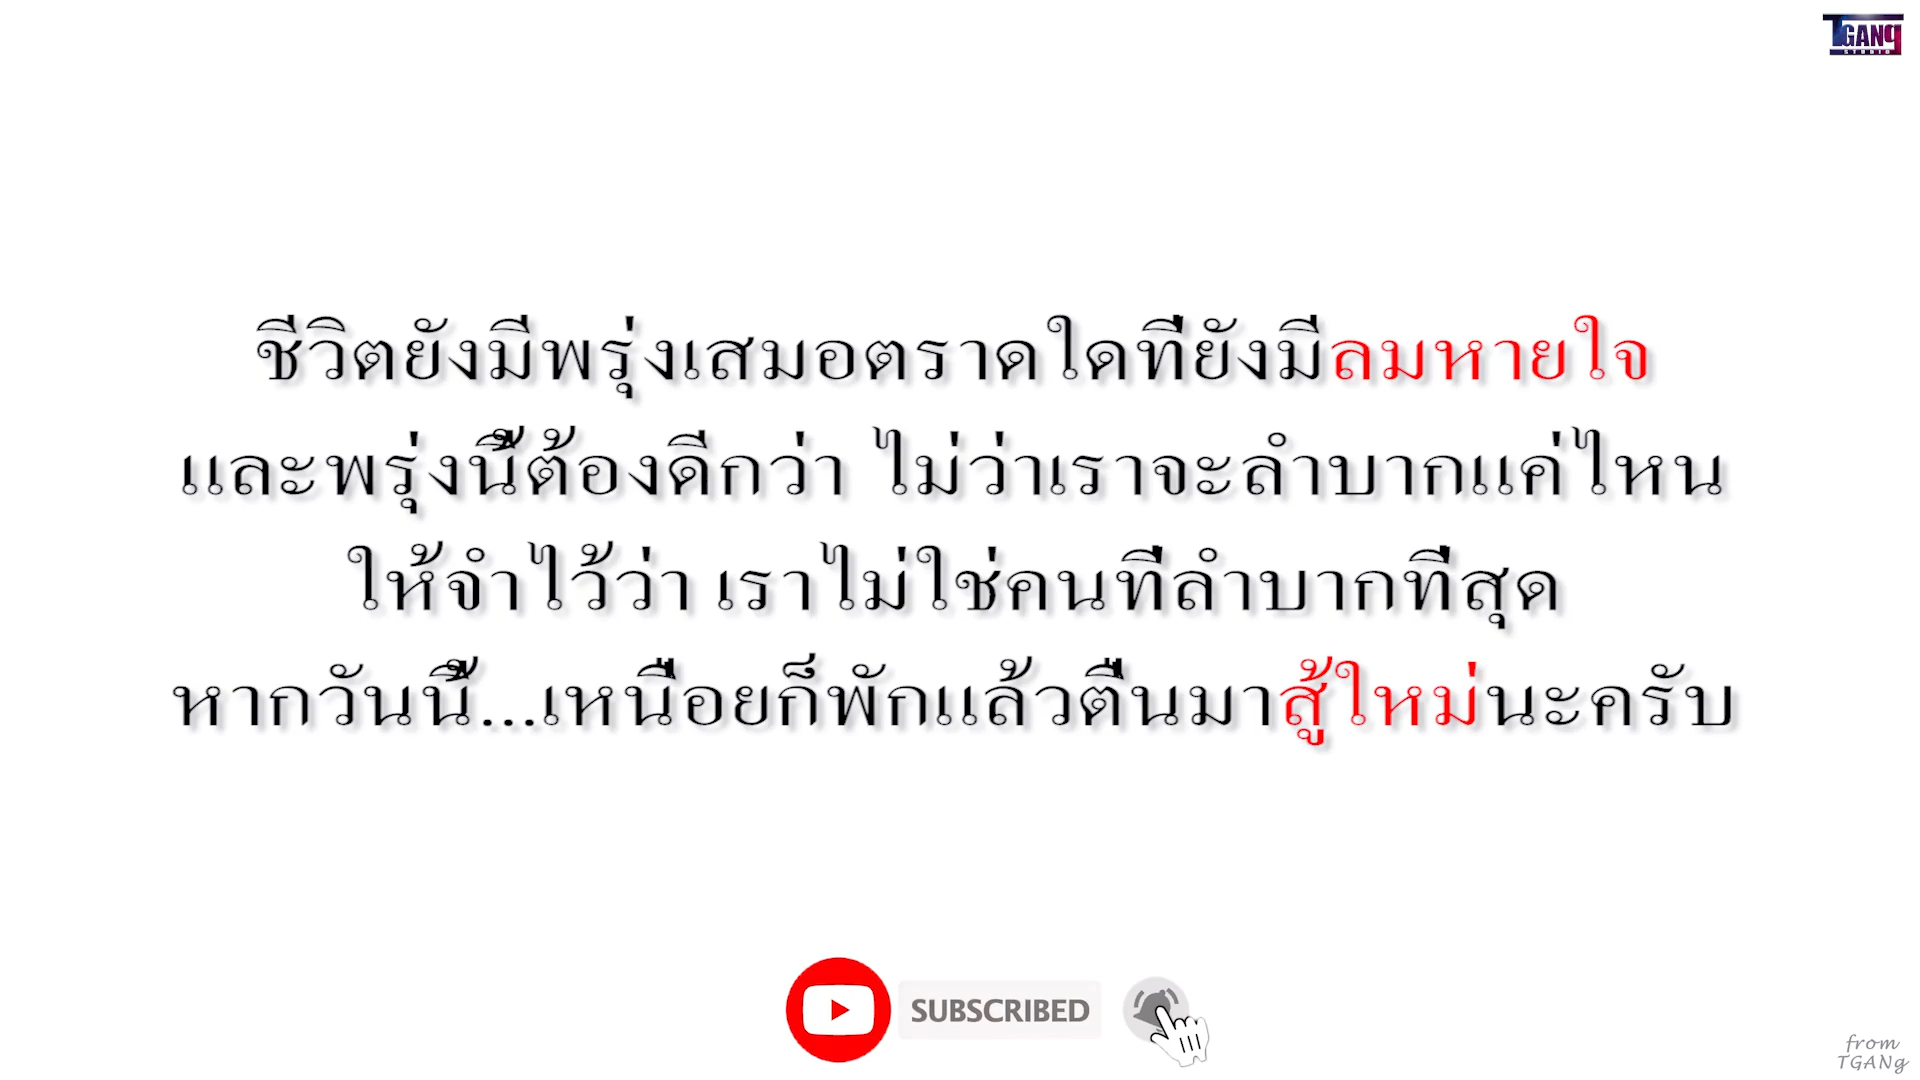 TGANg
STUDIO
ชีวิตยังมีพรุ่งเสมอตราดใดที่ยังมีลมหายใจ
และพรุ่งนี้ต้องดีกว่า ไม่ว่าเราจะลำบากแค่ไหน
ให้จำไว้ว่า เราไม่ใช่คนที่ลำบากที่สุด
หากวันนี้...เหนื่อยก็พักแล้วตื่นมาสู้ใหม่นะครับ
SUBSCRIBED
from
TGANg